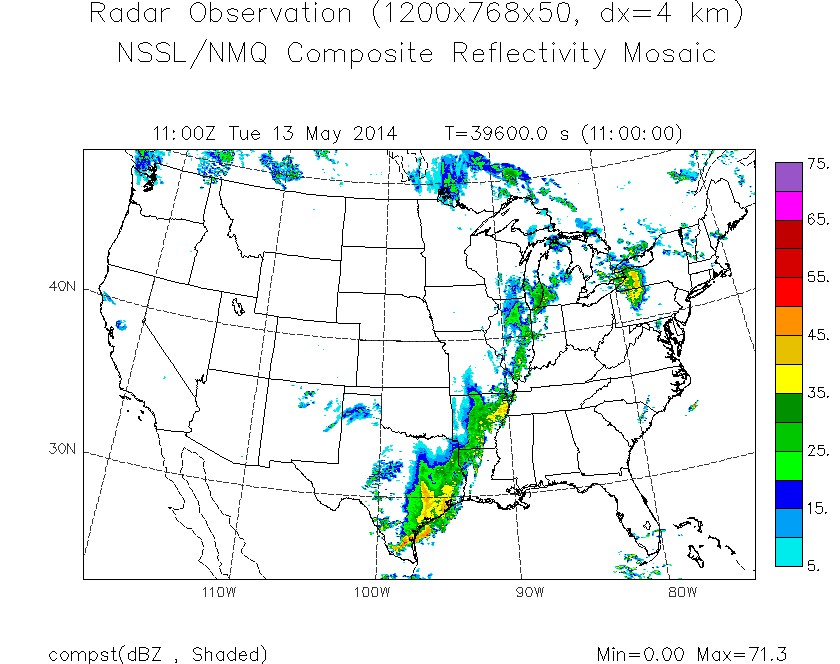 Radar Observation (1200x768x50, dx=4 km)
NSSL/NMQ Composite Reflectivity Mosaic
11:00Z Tue 13 May 2014 T=39600.0 s (11:00:00)
75.
65.
55.
45.
35.
25.
15.
5.
40N
30N
110W 100W 90W 80W
compst(dBZ , Shaded) Min=0.00 Max=71.3